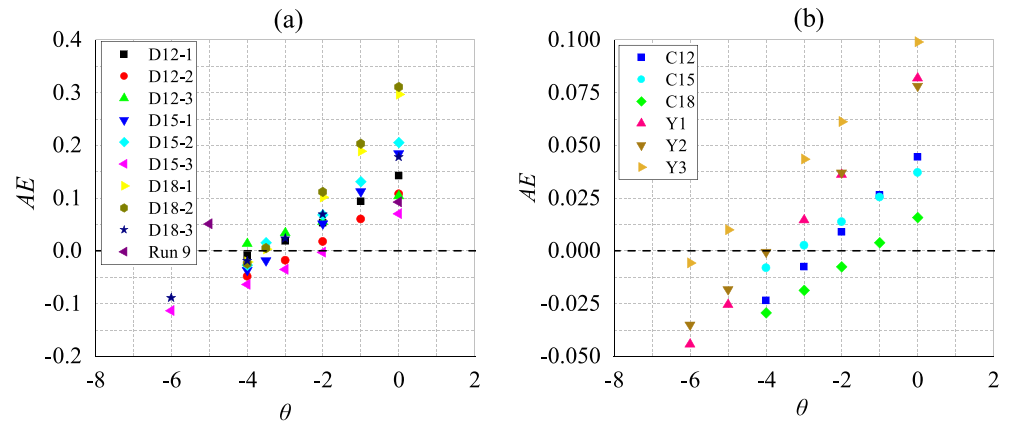 (a)
AE
0.4
0.3
0.2
0.1
0.0
-0.1
-0.2
D12-1
D12-2
D12-3
D15-1
D15-2
D15-3
D18-1
D18-2
D18-3
Run 9
-8
-6
-4
-2
0
2
θ
(b)
AE
0.100
0.075
0.050
0.025
0.000
-0.025
-0.050
C12
C15
C18
Y1
Y2
Y3
-8
-6
-4
-2
0
2
θ